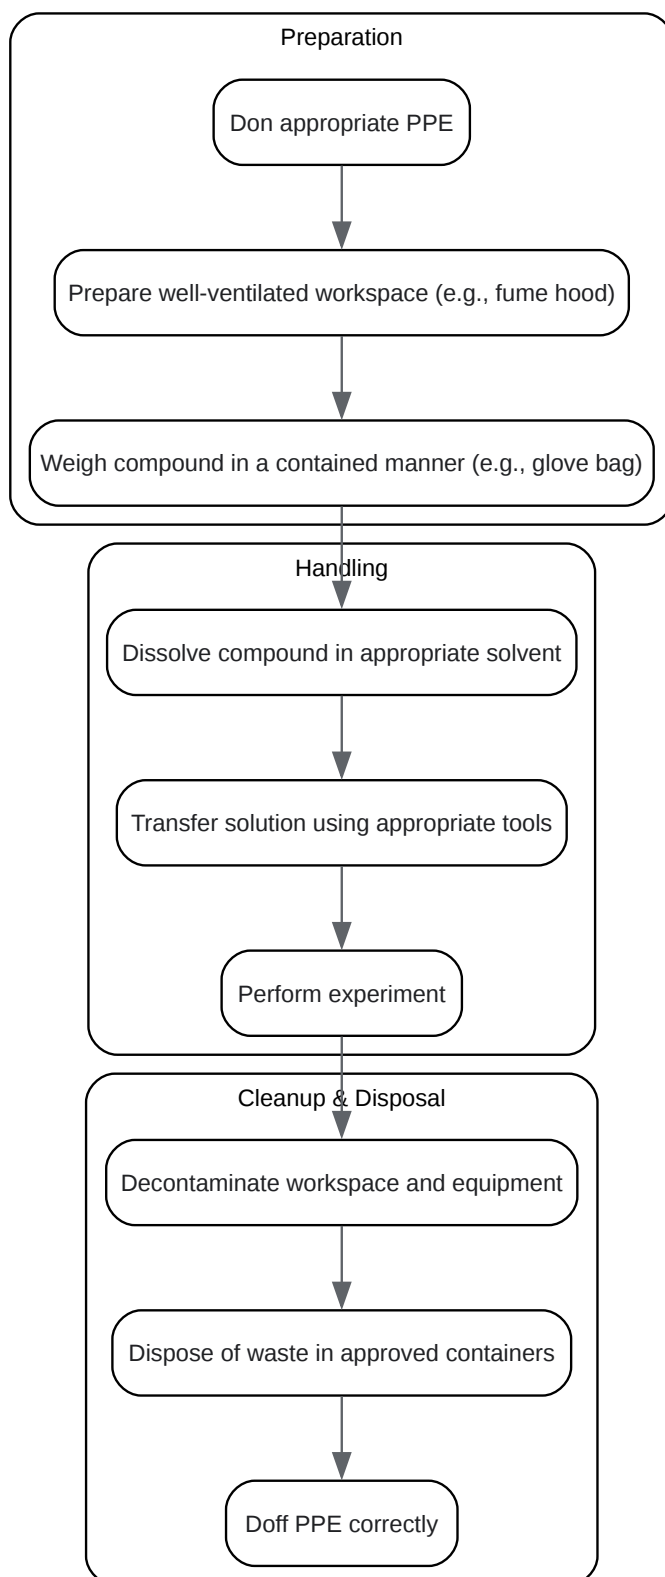 Preparation
Don appropriate PPE
Prepare well-ventilated workspace (e.g., fume hood)
Weigh compound in a contained manner (e.g., glove bag)
Handling
Dissolve compound in appropriate solvent
Transfer solution using appropriate tools
Perform experiment
Cleanup & Disposal
Decontaminate workspace and equipment
Dispose of waste in approved containers
Doff PPE correctly